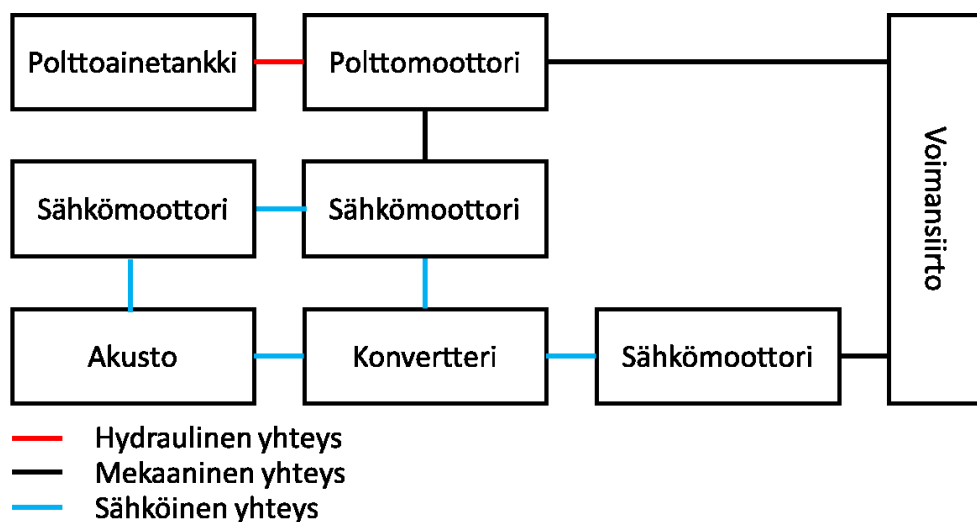 Polttoainetankki
Polttomoottori
Voimansiirto
Sähkömoottori
Sähkömoottori
Akusto
Konvertteri
Sähkömoottori
Hydraulinen yhteys
Mekaaninen yhteys
Sähköinen yhteys